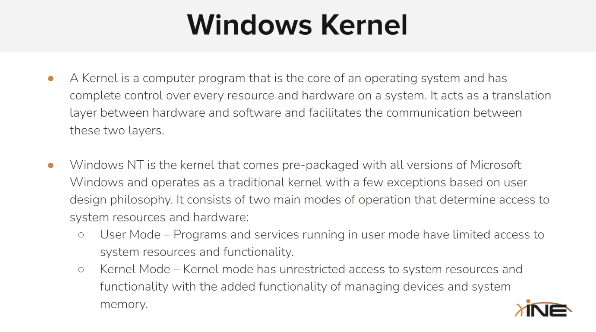 Windows Kernel
● A Kernel is a computer program that is the core of an operating system and has
complete control over every resource and hardware on a system. It acts as a translation
layer between hardware and software and facilitates the communication between
these two layers.
● Windows NT is the kernel that comes pre-packaged with all versions of Microsoft
Windows and operates as a traditional kernel with a few exceptions based on user
design philosophy. It consists of two main modes of operation that determine access to
system resources and hardware:
○ User Mode – Programs and services running in user mode have limited access to
system resources and functionality.
○ Kernel Mode – Kernel mode has unrestricted access to system resources and
functionality with the added functionality of managing devices and system
memory.
INE